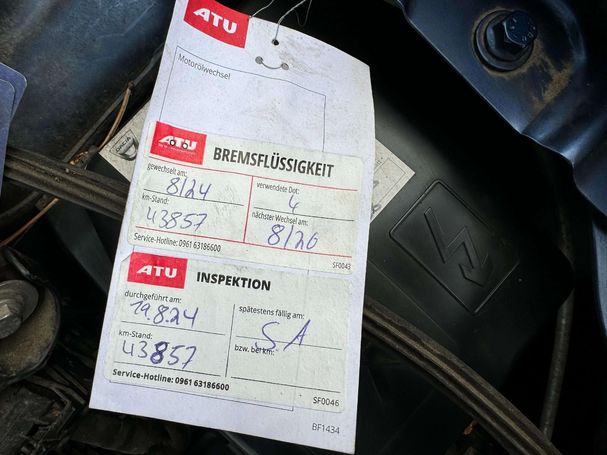 ATU
Motorölwechsel
ATU BREMSFLÜSSIGKEIT
gewechselt am: verwendete Dot:
8/24 4
km-Stand: nächster Wechsel am:
43857 8/26
Service-Hotline: 0961 63186600 SF0043
ATU INSPEKTION
durchgeführt am: spätestens fällig am:
19.8.24 SA
km-Stand: bzw. bei km:
43857
Service-Hotline: 0961 63186600 SF0046
BF1434